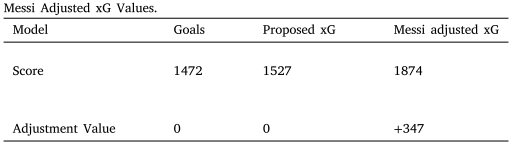 Messi Adjusted xG Values.
Model Goals Proposed xG Messi adjusted xG
Score 1472 1527 1874
Adjustment Value 0 0 +347